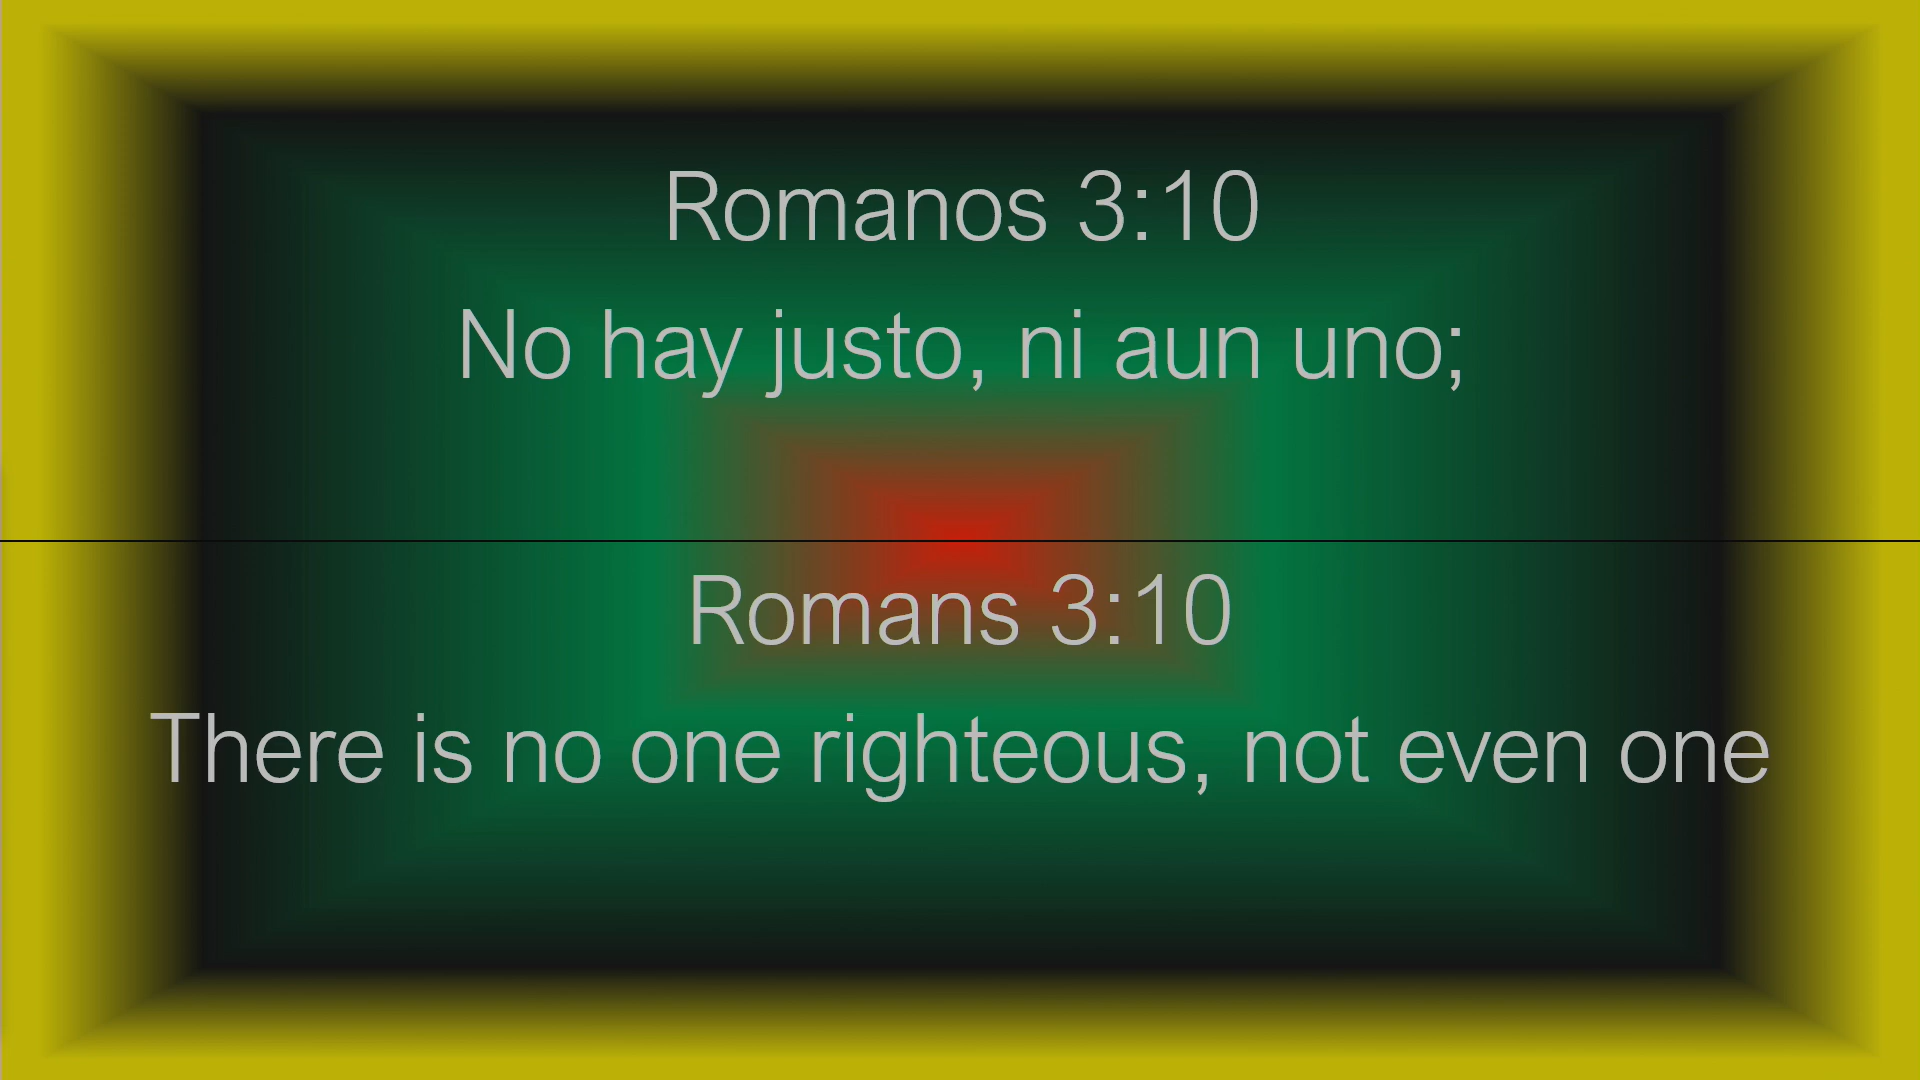 Romanos 3:10
No hay justo, ni aun uno;
Romans 3:10
There is no one righteous, not even one